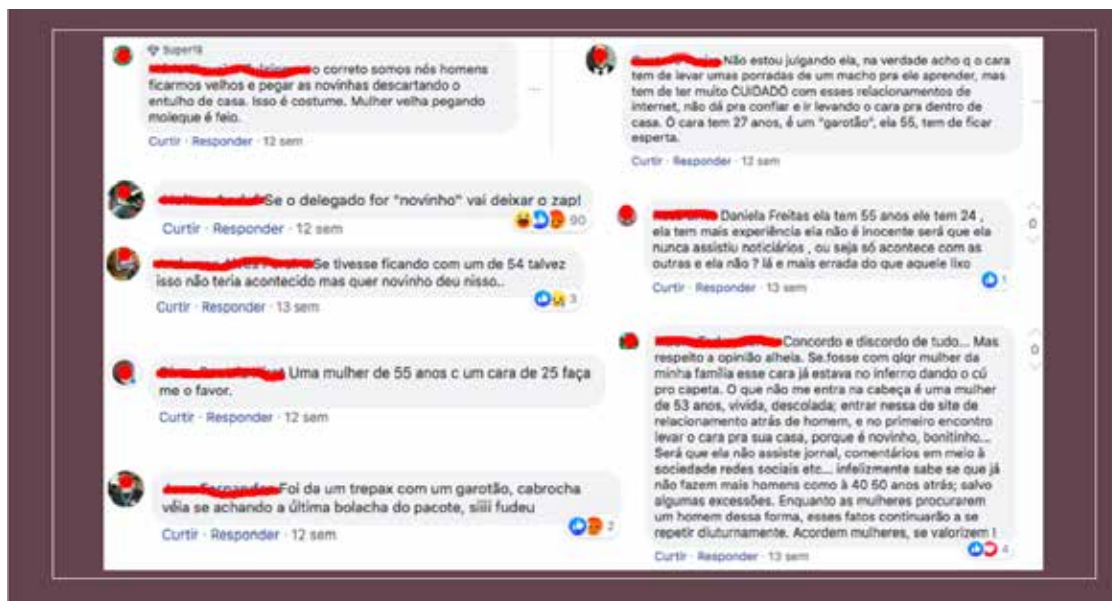 Super19
o correto somos nós homens
ficarmos velhos e pegar as novinhas descartando o
entulho de casa. Isso é costume. Mulher velha pegando
moleque é feio.
Curtir · Responder · 12 sem
Se o delegado for "novinho" vai deixar o zap!
90
Curtir · Responder · 12 sem
Se tivesse ficando com um de 54 talvez
isso não teria acontecido mas quer novinho deu nisso..
3
Curtir · Responder · 13 sem
Uma mulher de 55 anos c um cara de 25 faça
me o favor.
Curtir · Responder · 12 sem
Foi da um trepax com um garotão, cabrocha
véia se achando a última bolacha do pacote, siiii fudeu
2
Curtir · Responder · 12 sem
Não estou julgando ela, na verdade acho q o cara
tem de levar umas porradas de um macho pra ele aprender, mas
tem de ter muito CUIDADO com esses relacionamentos de
internet, não dá pra confiar e ir levando o cara pra dentro de
casa. O cara tem 27 anos, é um "garotão", ela 55, tem de ficar
esperta.
Curtir · Responder · 12 sem
Daniela Freitas ela tem 55 anos ele tem 24 ,
ela tem mais experiência ela não é inocente será que ela
nunca assistiu noticiários , ou seja só acontece com as
outras e ela não ? lá e mais errada do que aquele lixo
1
Curtir · Responder · 13 sem
0
Concordo e discordo de tudo... Mas
respeito a opinião alheia. Se.fosse com qlqr mulher da
minha família esse cara já estava no inferno dando o cú
pro capeta. O que não me entra na cabeça é uma mulher
de 53 anos, vivida, descolada; entrar nessa de site de
relacionamento atrás de homem, e no primeiro encontro
levar o cara pra sua casa, porque é novinho, bonitinho...
Será que ela não assiste jornal, comentários em meio à
sociedade redes sociais etc... infelizmente sabe se que já
não fazem mais homens como à 40 50 anos atrás; salvo
algumas excessões. Enquanto as mulheres procurarem
um homem dessa forma, esses fatos continuarão a se
repetir diuturnamente. Acordem mulheres, se valorizem !
4
Curtir · Responder · 13 sem
0